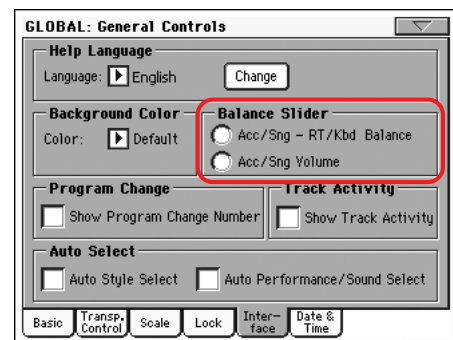 GLOBAL: General Controls
Help Language
Language: English Change
Background Color
Color: Default
Balance Slider
Acc/Sng - RT/Kbd Balance
Acc/Sng Volume
Program Change
Show Program Change Number
Track Activity
Show Track Activity
Auto Select
Auto Style Select Auto Performance/Sound Select
Basic
Transp.
Control
Scale
Lock
Inter-
face
Date &
Time